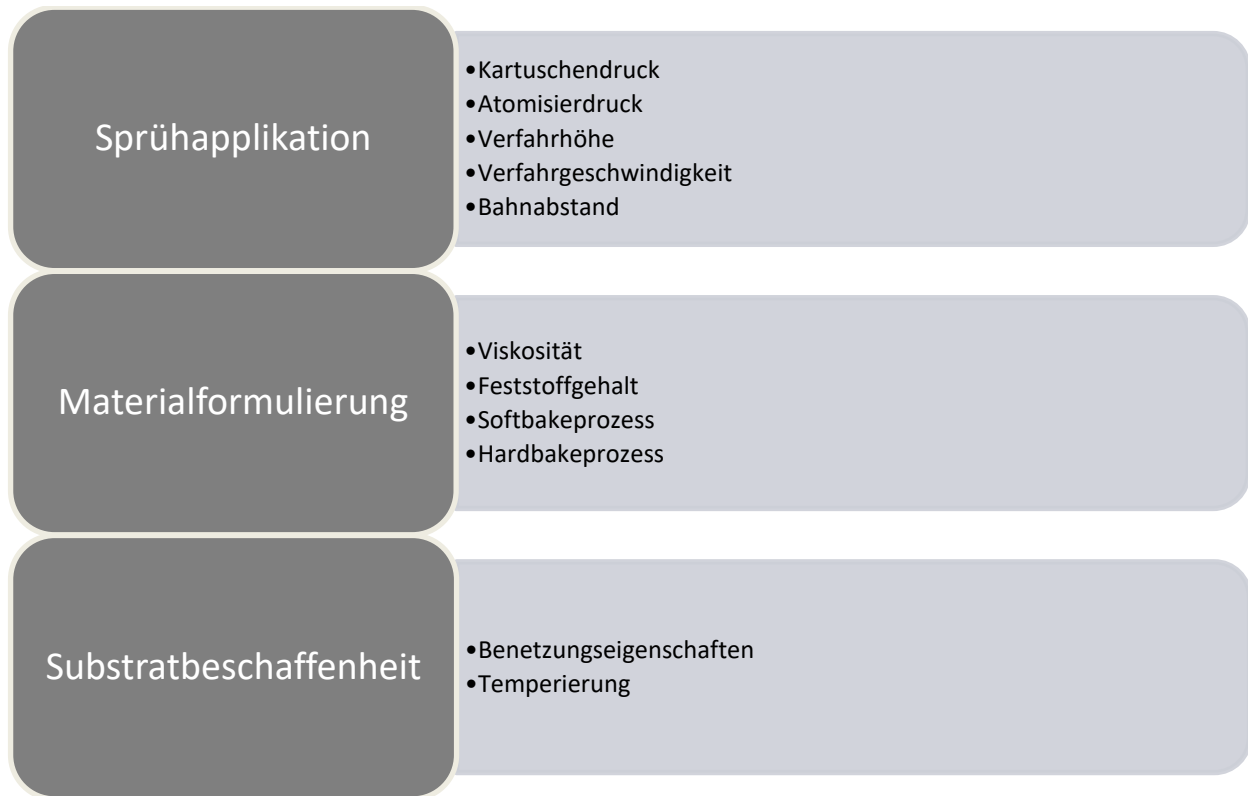 Sprühapplikation
•Kartuschendruck
•Atomisierdruck
•Verfahrhöhe
•Verfahrgeschwindigkeit
•Bahnabstand
Materialformulierung
•Viskosität
•Feststoffgehalt
•Softbakeprozess
•Hardbakeprozess
Substratbeschaffenheit
•Benetzungseigenschaften
•Temperierung